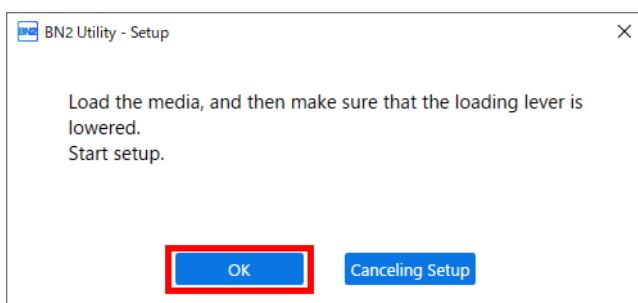 BN2 BN2 Utility - Setup
Load the media, and then make sure that the loading lever is
lowered.
Start setup.
OK Canceling Setup